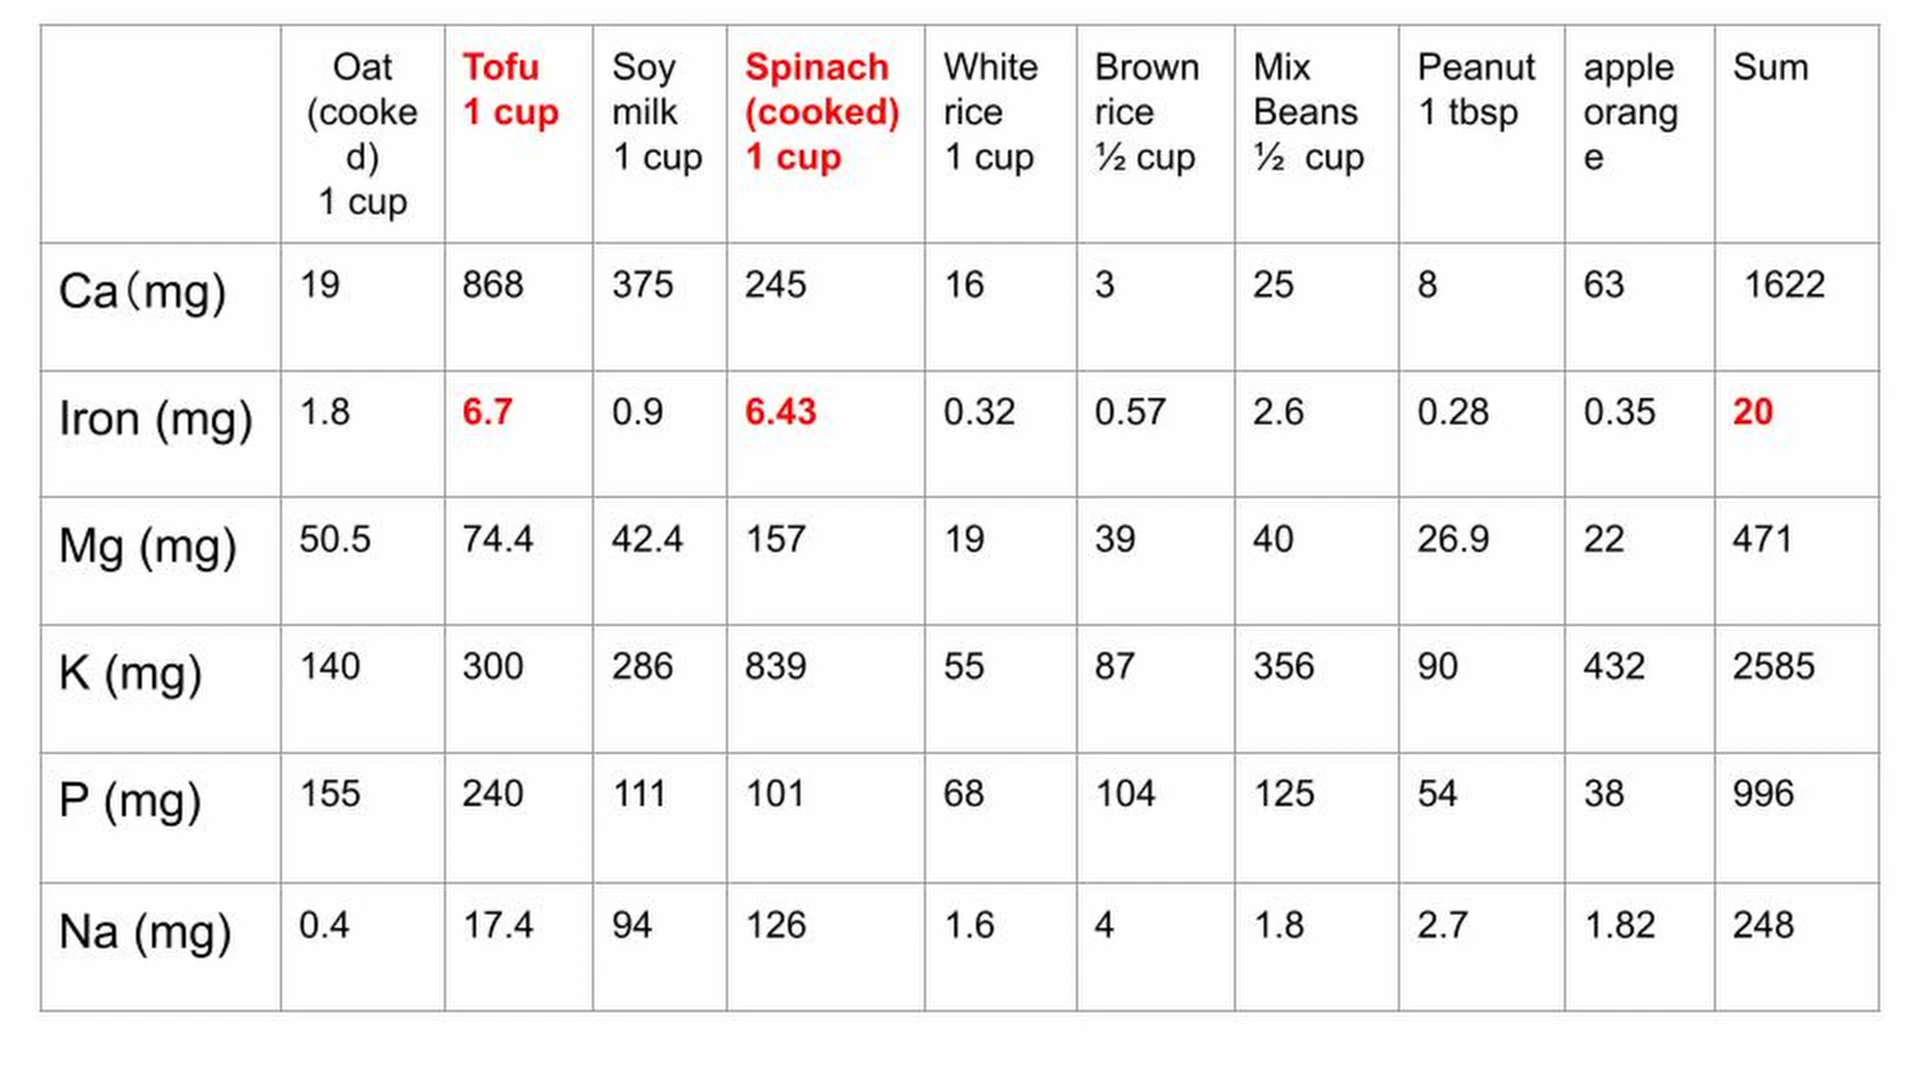 Oat (cooke d) 1 cup | Tofu 1 cup | Soy milk 1 cup | Spinach (cooked) 1 cup | White rice 1 cup | Brown rice ½ cup | Mix Beans ½ cup | Peanut 1 tbsp | apple orang e | Sum
Ca（mg) | 19 | 868 | 375 | 245 | 16 | 3 | 25 | 8 | 63 | 1622
Iron (mg) | 1.8 | 6.7 | 0.9 | 6.43 | 0.32 | 0.57 | 2.6 | 0.28 | 0.35 | 20
Mg (mg) | 50.5 | 74.4 | 42.4 | 157 | 19 | 39 | 40 | 26.9 | 22 | 471
K (mg) | 140 | 300 | 286 | 839 | 55 | 87 | 356 | 90 | 432 | 2585
P (mg) | 155 | 240 | 111 | 101 | 68 | 104 | 125 | 54 | 38 | 996
Na (mg) | 0.4 | 17.4 | 94 | 126 | 1.6 | 4 | 1.8 | 2.7 | 1.82 | 248